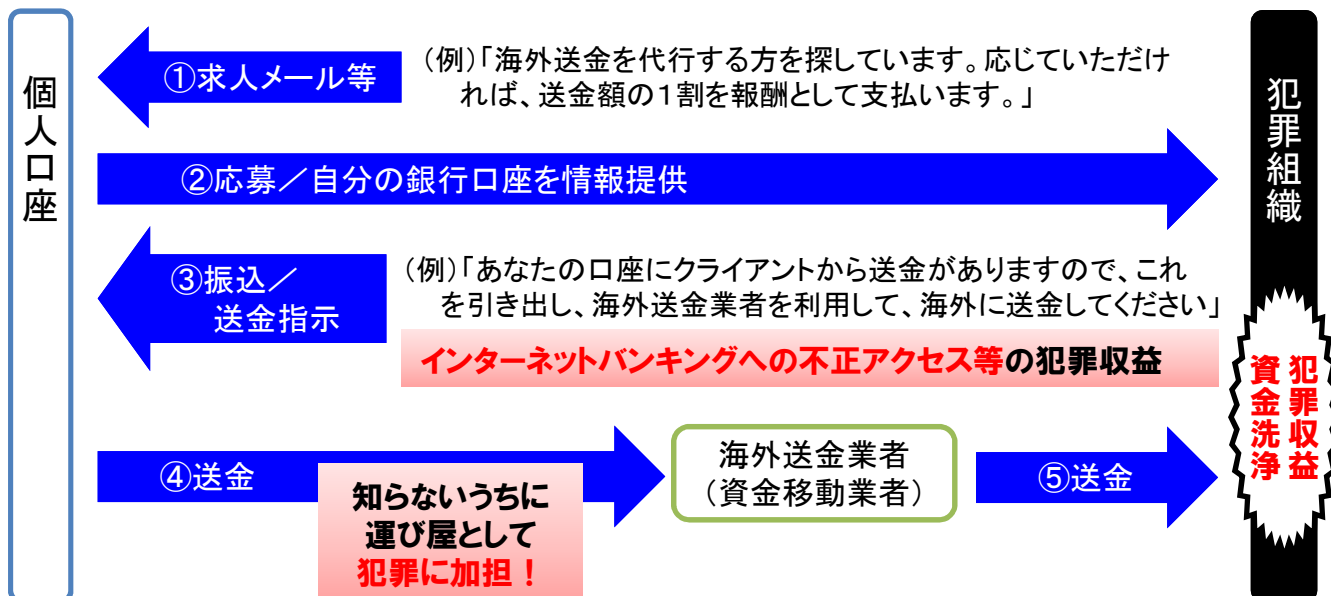 個人口座
①求人メール等
（例）「海外送金を代行する方を探しています。応じていただけ
れば、送金額の１割を報酬として支払います。」
②応募／自分の銀行口座を情報提供
③振込／
送金指示
（例）「あなたの口座にクライアントから送金がありますので、これ
を引き出し、海外送金業者を利用して、海外に送金してください」
インターネットバンキングへの不正アクセス等の犯罪収益
④送金
知らないうちに
運び屋として
犯罪に加担！
海外送金業者
（資金移動業者）
⑤送金
犯罪組織
犯罪収益
資金洗浄